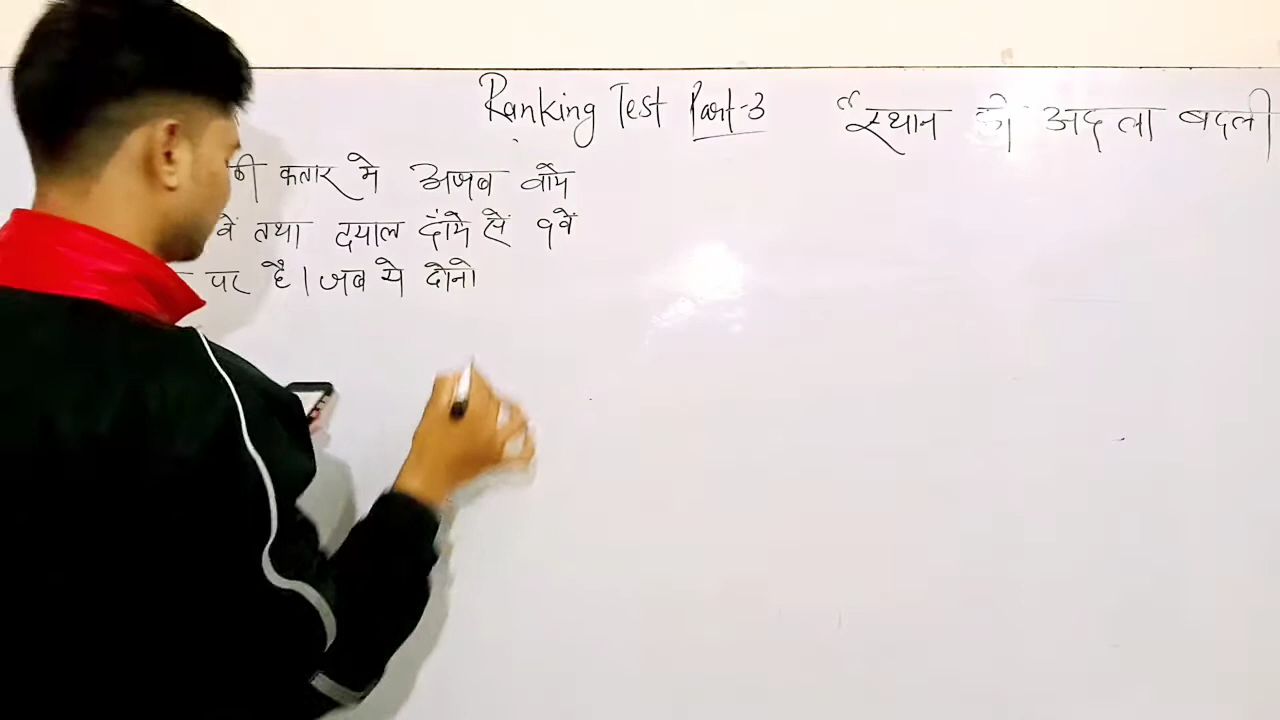 Ranking Test Part-3
“स्थान की अदला बदली
की कतार मे अजब बाँये
वें तथा दयाल दाँये से 9वें
पर है। जब ये दोनो